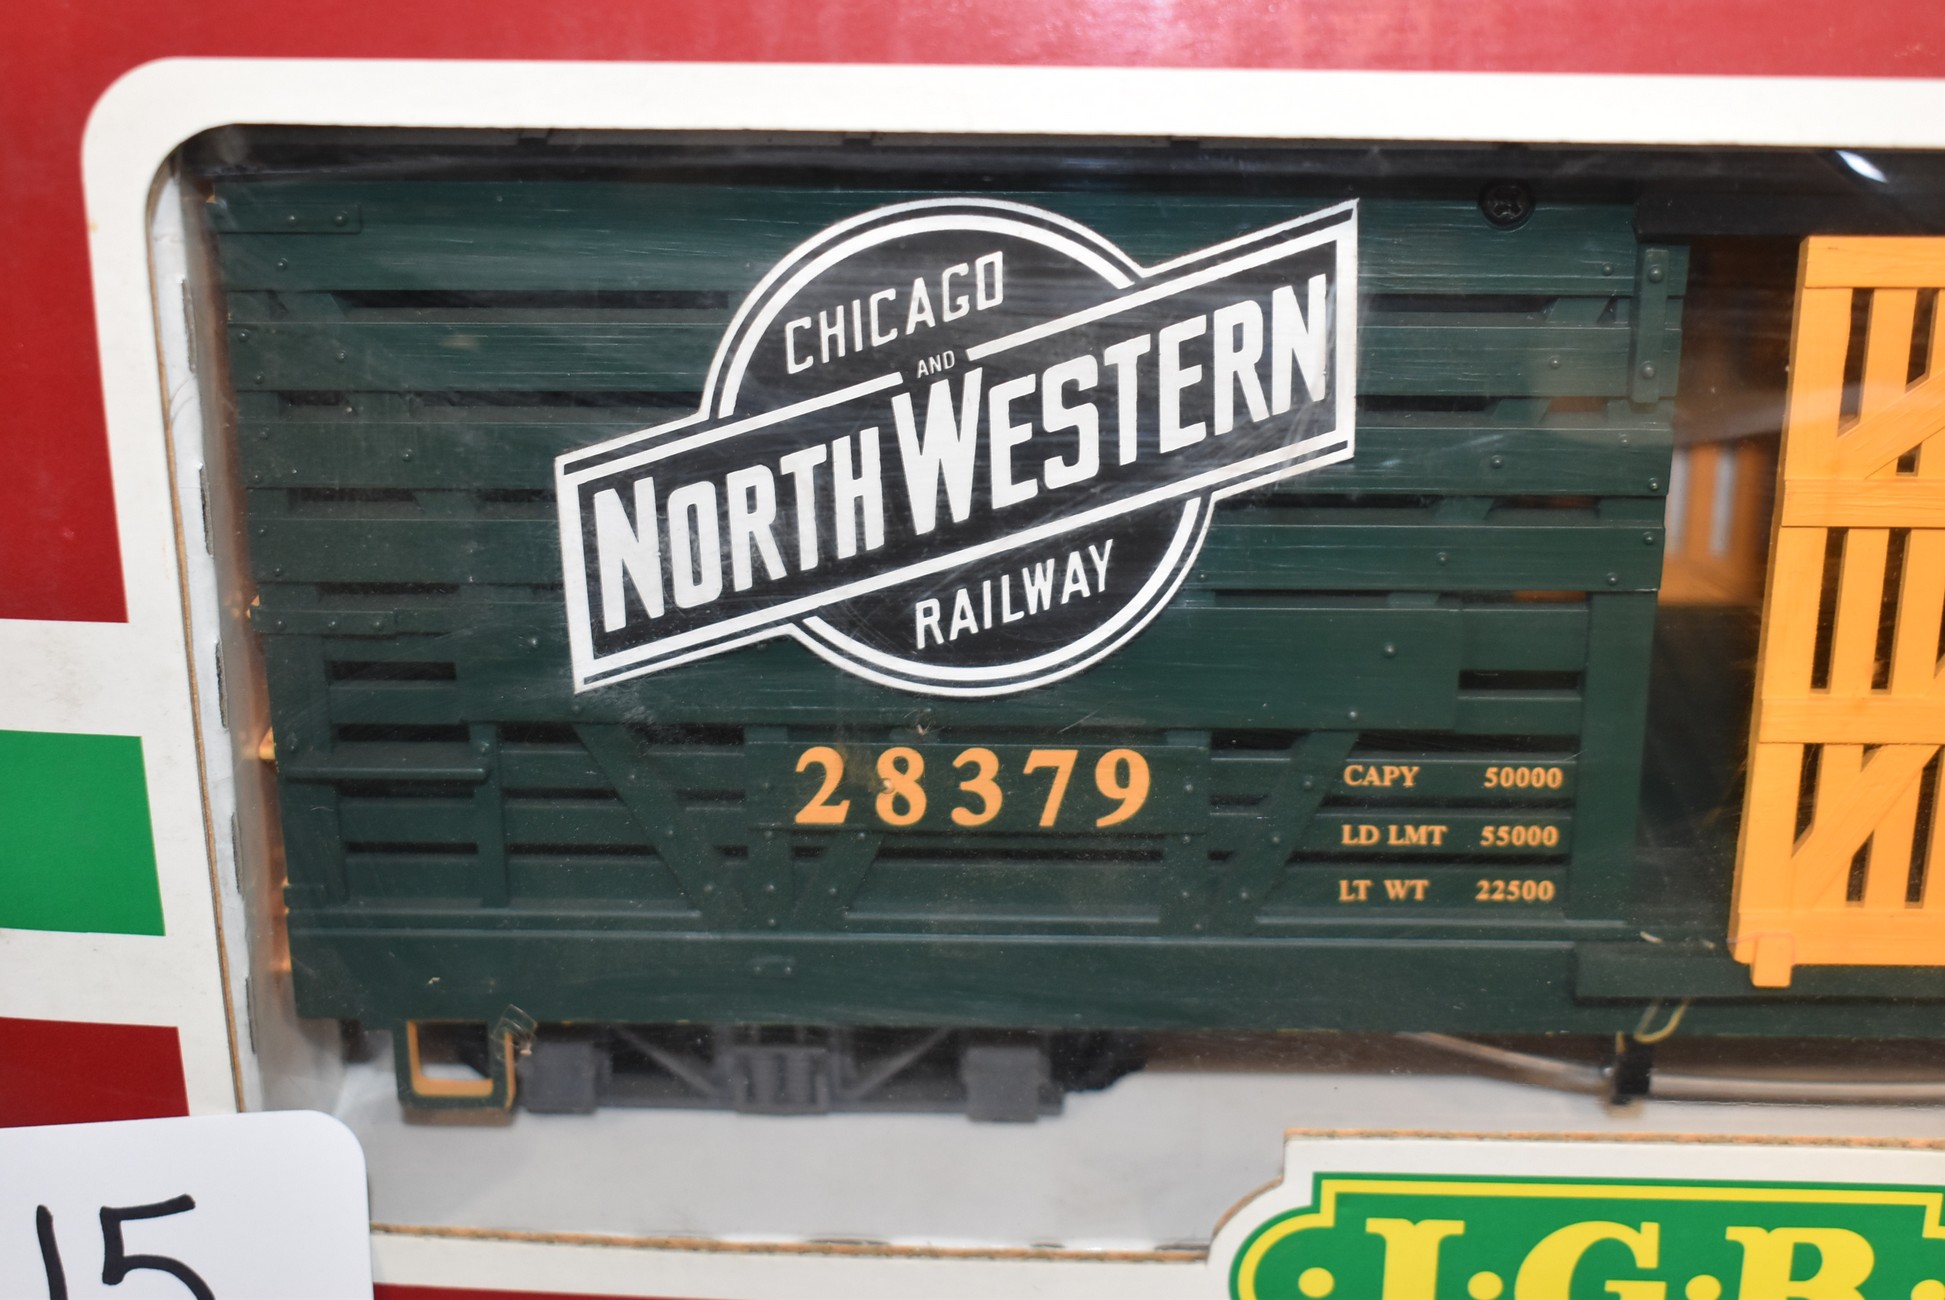 CHICAGO
AND
NORTHWESTERN
RAILWAY
28379
CAPY 50000
LD LMT 55000
LT WT 22500
15
L·G·B